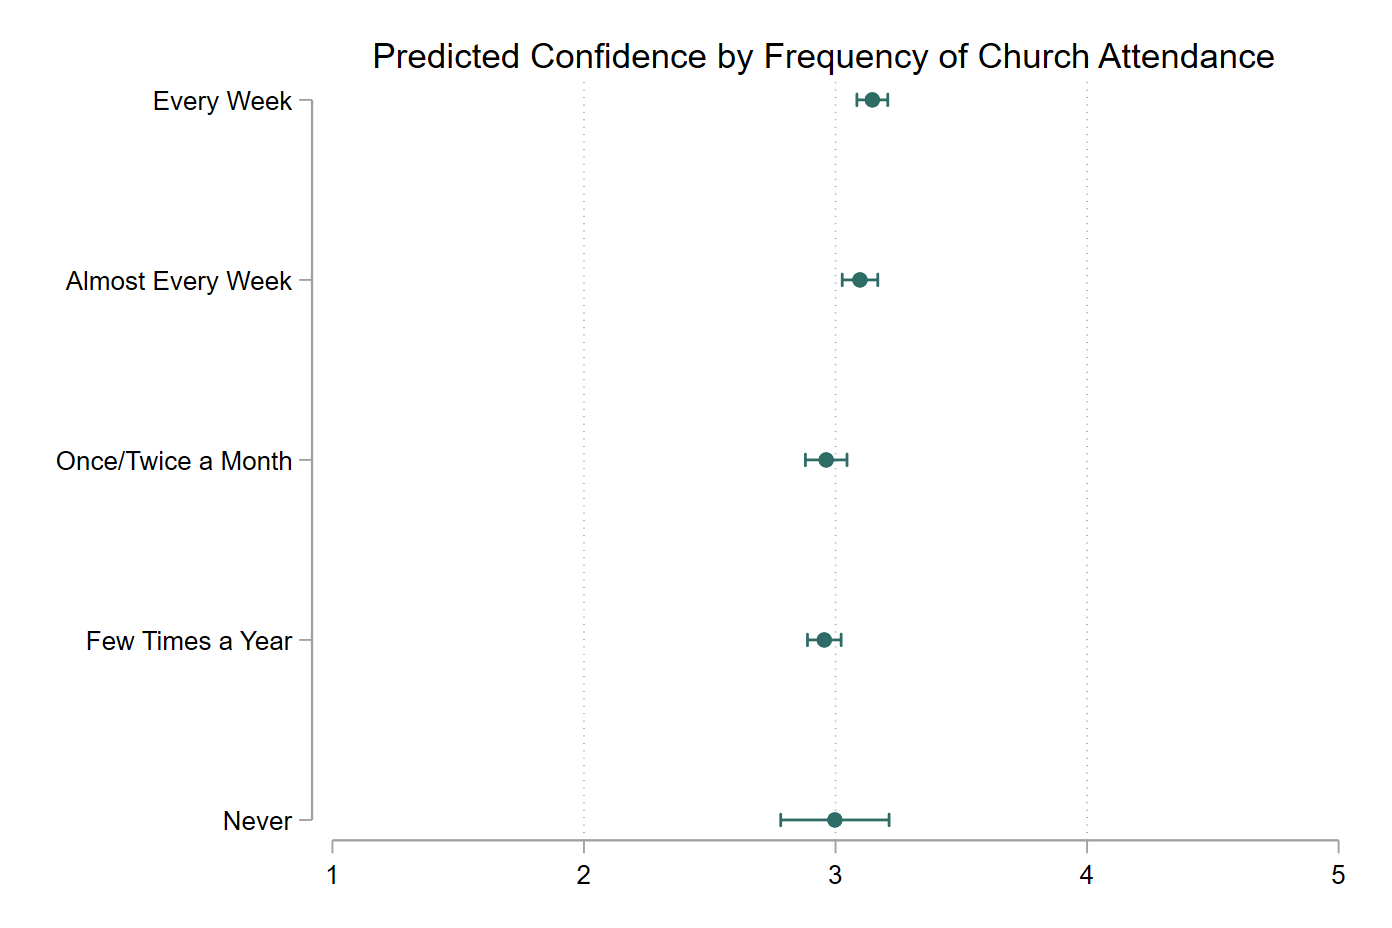 Predicted Confidence by Frequency of Church Attendance
Every Week
Almost Every Week
Once/Twice a Month
Few Times a Year
Never
1 2 3 4 5